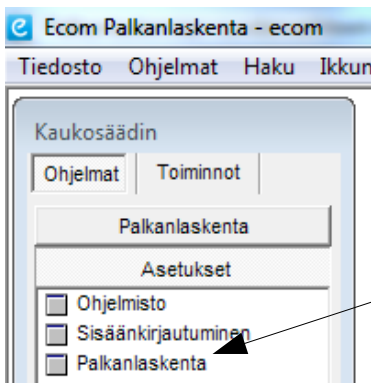 Ecom Palkanlaskenta - ecom
Tiedosto Ohjelmat Haku Ikkun
Kaukosäädin
Ohjelmat Toiminnot
Palkanlaskenta
Asetukset
Ohjelmisto
Sisäänkirjautuminen
Palkanlaskenta